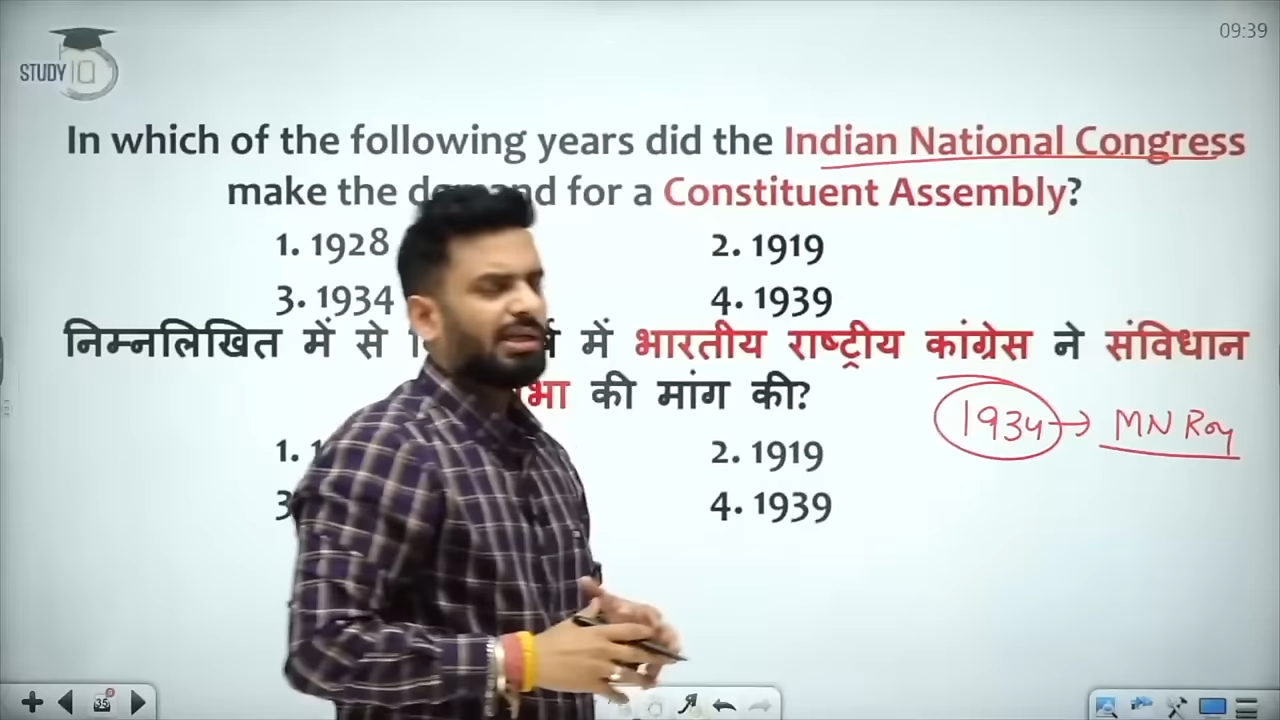 09:39
STUDY IQ
In which of the following years did the Indian National Congress
make the for a Constituent Assembly?
1. 1928 2. 1919
3. 1934 4. 1939
निम्नलिखित में से में भारतीय राष्ट्रीय कांग्रेस ने संविधान
की मांग की?
1934 → MN Roy
1. 2. 1919
4. 1939
35